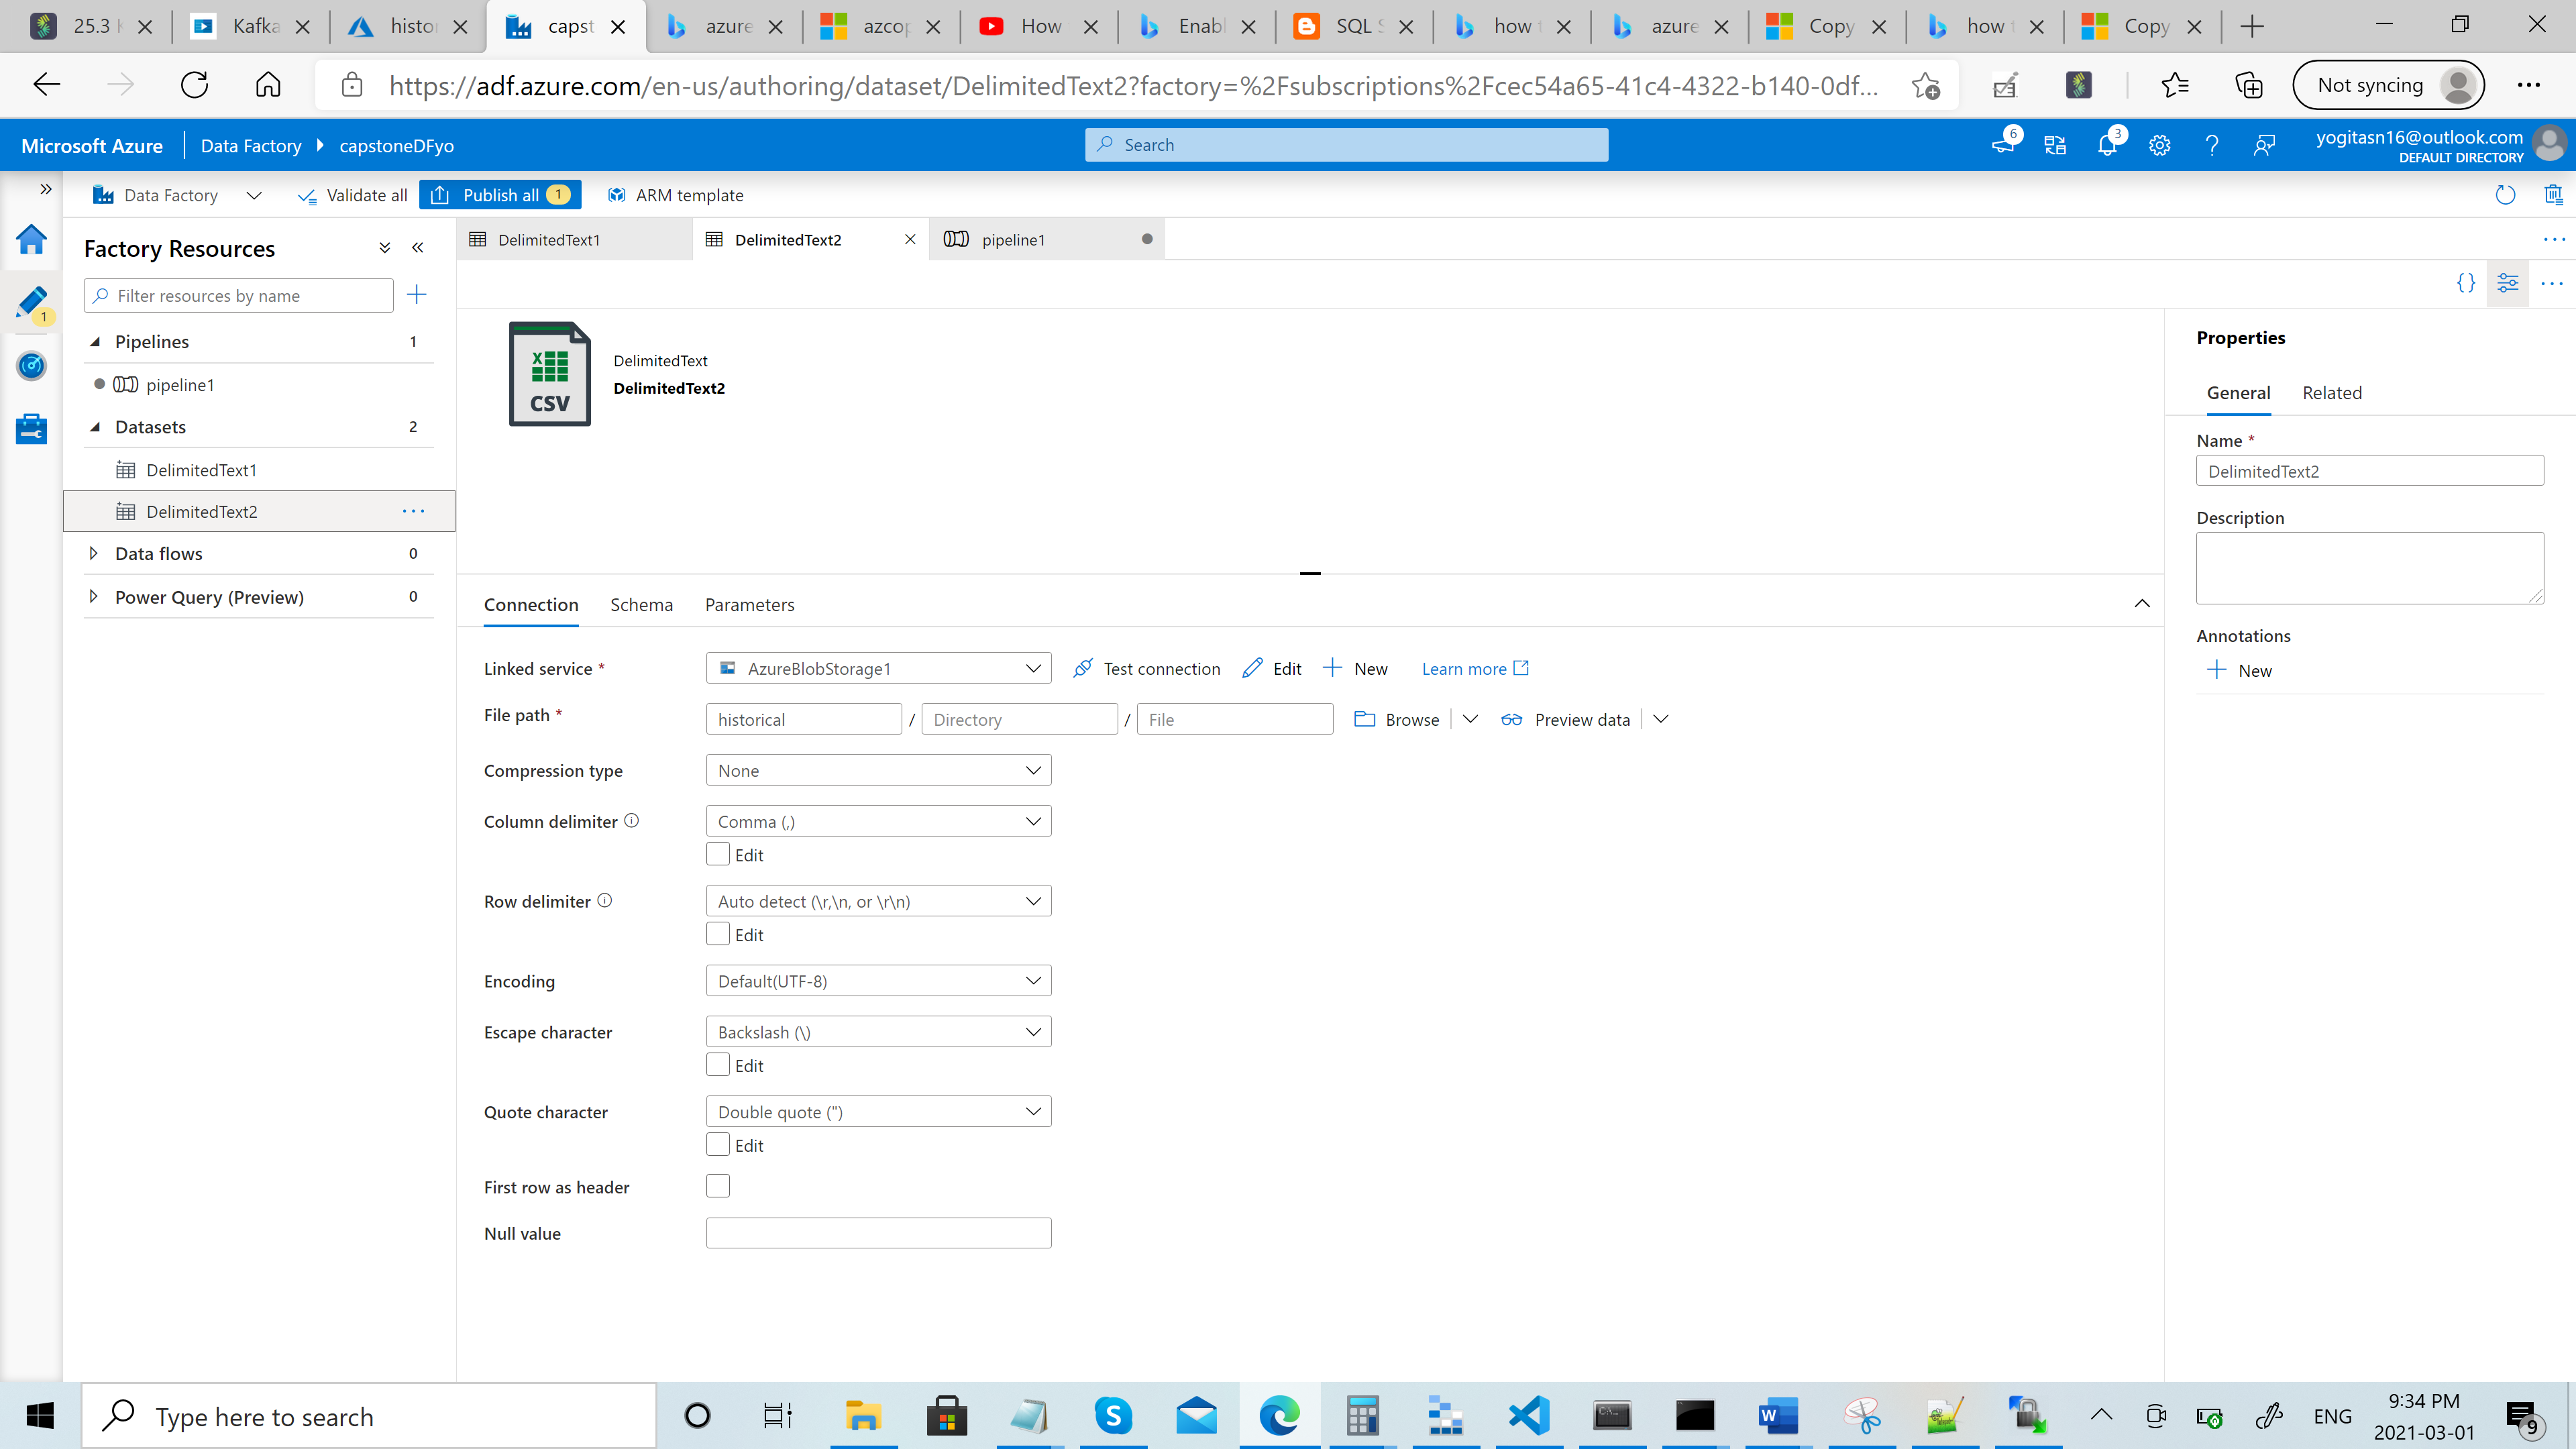 25.3 K
Kafka
histor
capst
azure
azcop
How
Enabl
SQL S
how t
azure
Copy
how t
Copy
https://adf.azure.com/en-us/authoring/dataset/DelimitedText2?factory=%2Fsubscriptions%2Fcec54a65-41c4-4322-b140-0df...
Not syncing
Microsoft Azure
Data Factory
capstoneDFyo
Search
6
3
yogitasn16@outlook.com
DEFAULT DIRECTORY
Data Factory
Validate all
Publish all 1
ARM template
1
Factory Resources
Filter resources by name
Pipelines 1
pipeline1
Datasets 2
DelimitedText1
DelimitedText2
Data flows 0
Power Query (Preview) 0
DelimitedText1
DelimitedText2
pipeline1
X
CSV
DelimitedText
DelimitedText2
Connection Schema Parameters
Linked service * AzureBlobStorage1 Test connection Edit New Learn more
File path * historical / Directory / File Browse Preview data
Compression type None
Column delimiter Comma (,)
Edit
Row delimiter Auto detect (\r,\n, or \r\n)
Edit
Encoding Default(UTF-8)
Escape character Backslash (\)
Edit
Quote character Double quote (")
Edit
First row as header
Null value
Properties
General Related
Name *
DelimitedText2
Description
Annotations
New
Type here to search
ENG
9:34 PM
2021-03-01
9